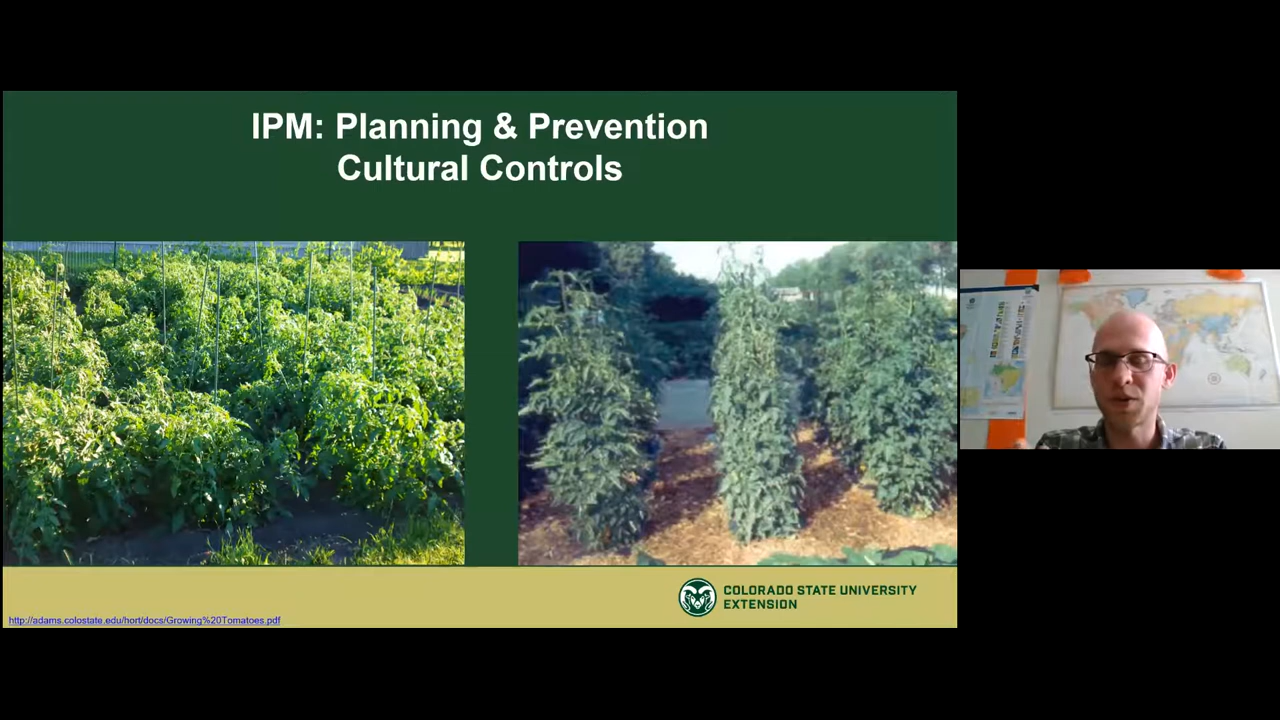 IPM: Planning & Prevention
Cultural Controls
COLORADO STATE UNIVERSITY
EXTENSION
http://adams.colostate.edu/hort/docs/Growing%20Tomatoes.pdf